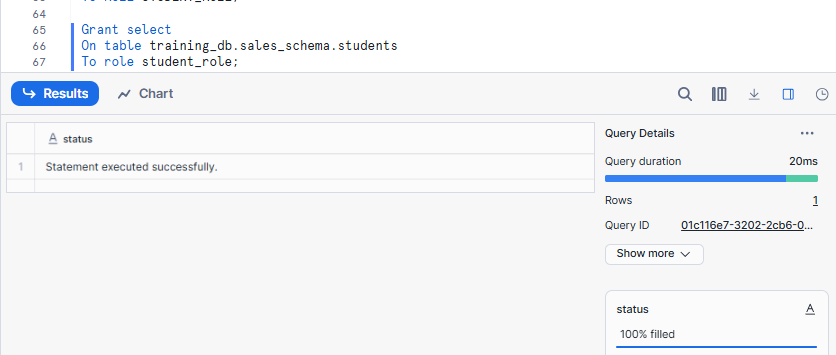 64
65 Grant select
66 On table training_db.sales_schema.students
67 To role student_role;
Results
Chart
A status
1 Statement executed successfully.
Query Details
...
Query duration 20ms
Rows 1
Query ID 01c116e7-3202-2cb6-0...
Show more
status A
100% filled